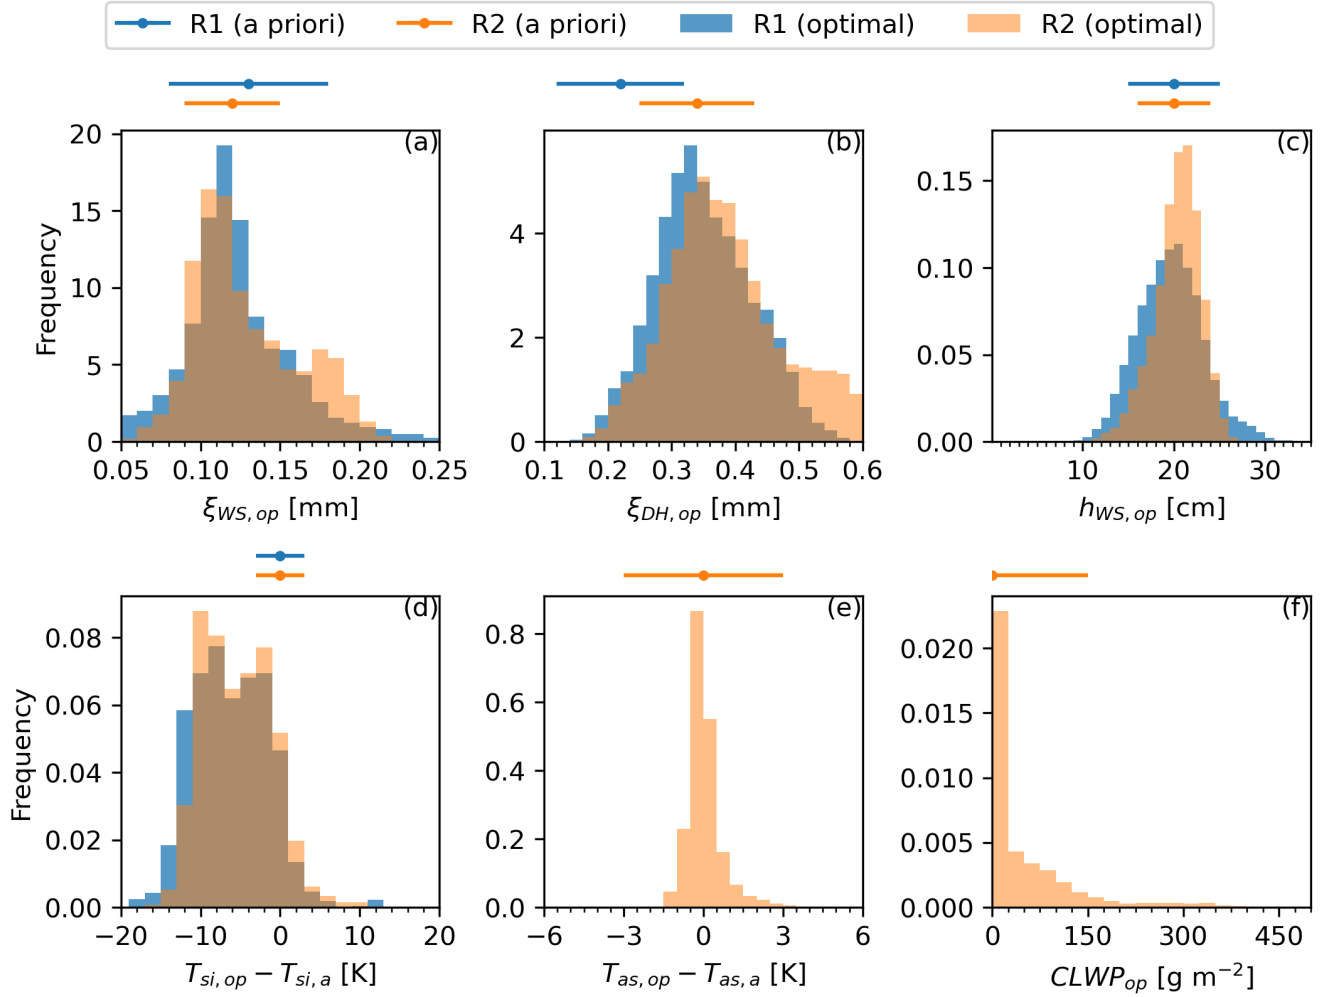 R1 (a priori) R2 (a priori) R1 (optimal) R2 (optimal)
(a) (b) (c)
Frequency
20
15
10
5
0
0.05 0.10 0.15 0.20 0.25
ξWS, op [mm]
4
2
0
0.1 0.2 0.3 0.4 0.5 0.6
ξDH, op [mm]
0.15
0.10
0.05
0.00
10 20 30
hWS, op [cm]
(d) (e) (f)
Frequency
0.08
0.06
0.04
0.02
0.00
−20 −10 0 10 20
Tsi, op − Tsi, a [K]
0.8
0.6
0.4
0.2
0.0
−6 −3 0 3 6
Tas, op − Tas, a [K]
0.020
0.015
0.010
0.005
0.000
0 150 300 450
CLWPop [g m−2]